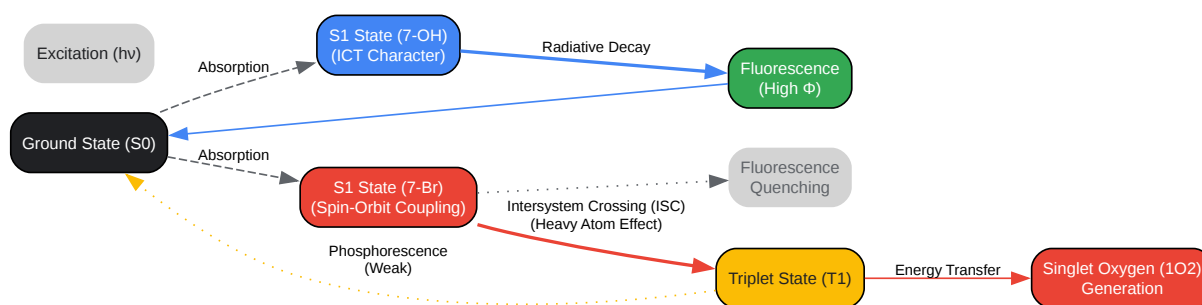 Excitation (hν)
S1 State (7-OH)
(ICT Character)
Radiative Decay
Fluorescence
(High Φ)
Absorption
Ground State (S0)
Absorption
S1 State (7-Br)
(Spin-Orbit Coupling)
Fluorescence
Quenching
Intersystem Crossing (ISC)
(Heavy Atom Effect)
Phosphorescence
(Weak)
Triplet State (T1)
Energy Transfer
Singlet Oxygen (1O2)
Generation